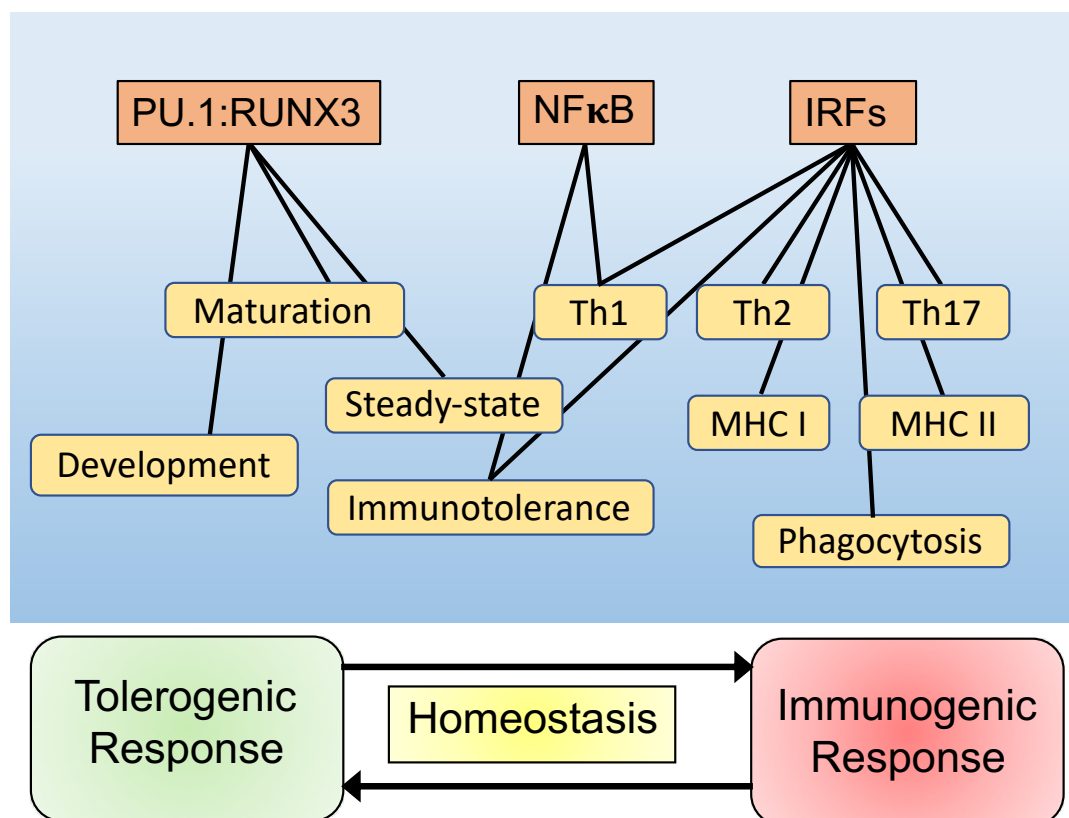 PU.1:RUNX3
NFκB
IRFs
Maturation
Th1
Th2
Th17
Steady-state
MHC I
MHC II
Development
Immunotolerance
Phagocytosis
Tolerogenic
Response
Homeostasis
Immunogenic
Response